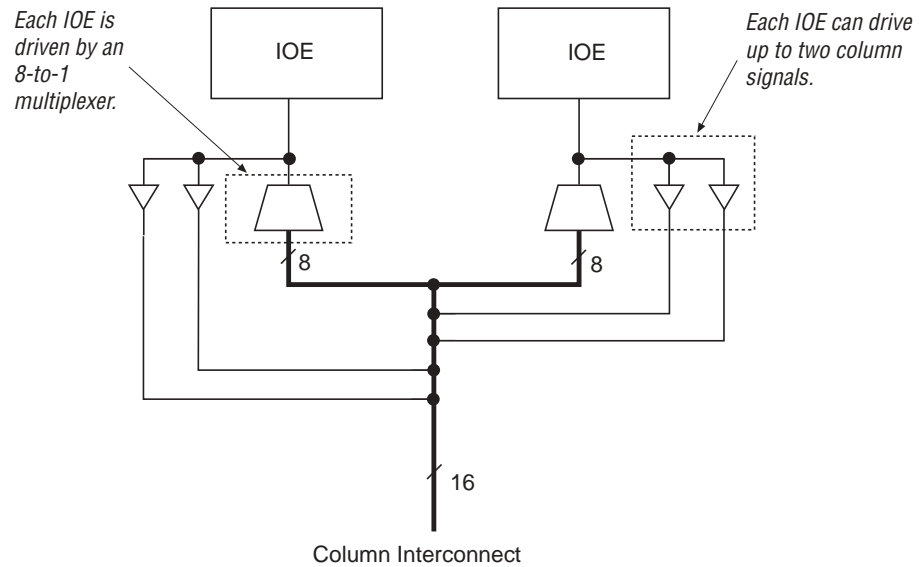 Each IOE is
driven by an
8-to-1
multiplexer.
IOE
IOE
Each IOE can drive
up to two column
signals.
8
8
16
Column Interconnect